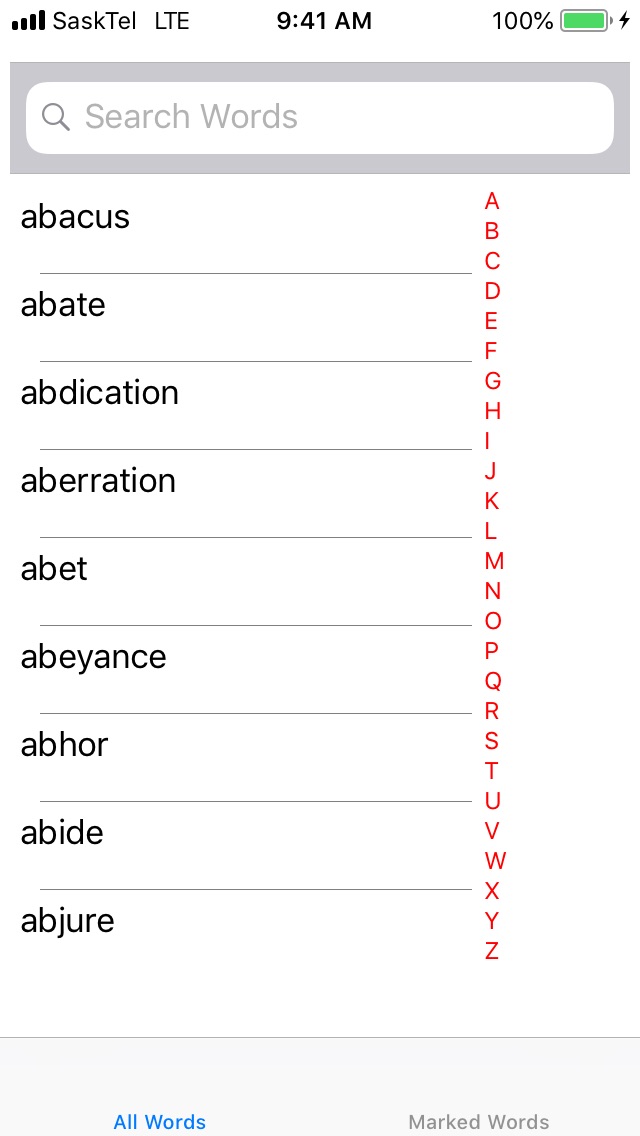 SaskTel LTE 9:41 AM 100%
Search Words
abacus
abate
abdication
aberration
abet
abeyance
abhor
abide
abjure
A
B
C
D
E
F
G
H
I
J
K
L
M
N
O
P
Q
R
S
T
U
V
W
X
Y
Z
All Words Marked Words